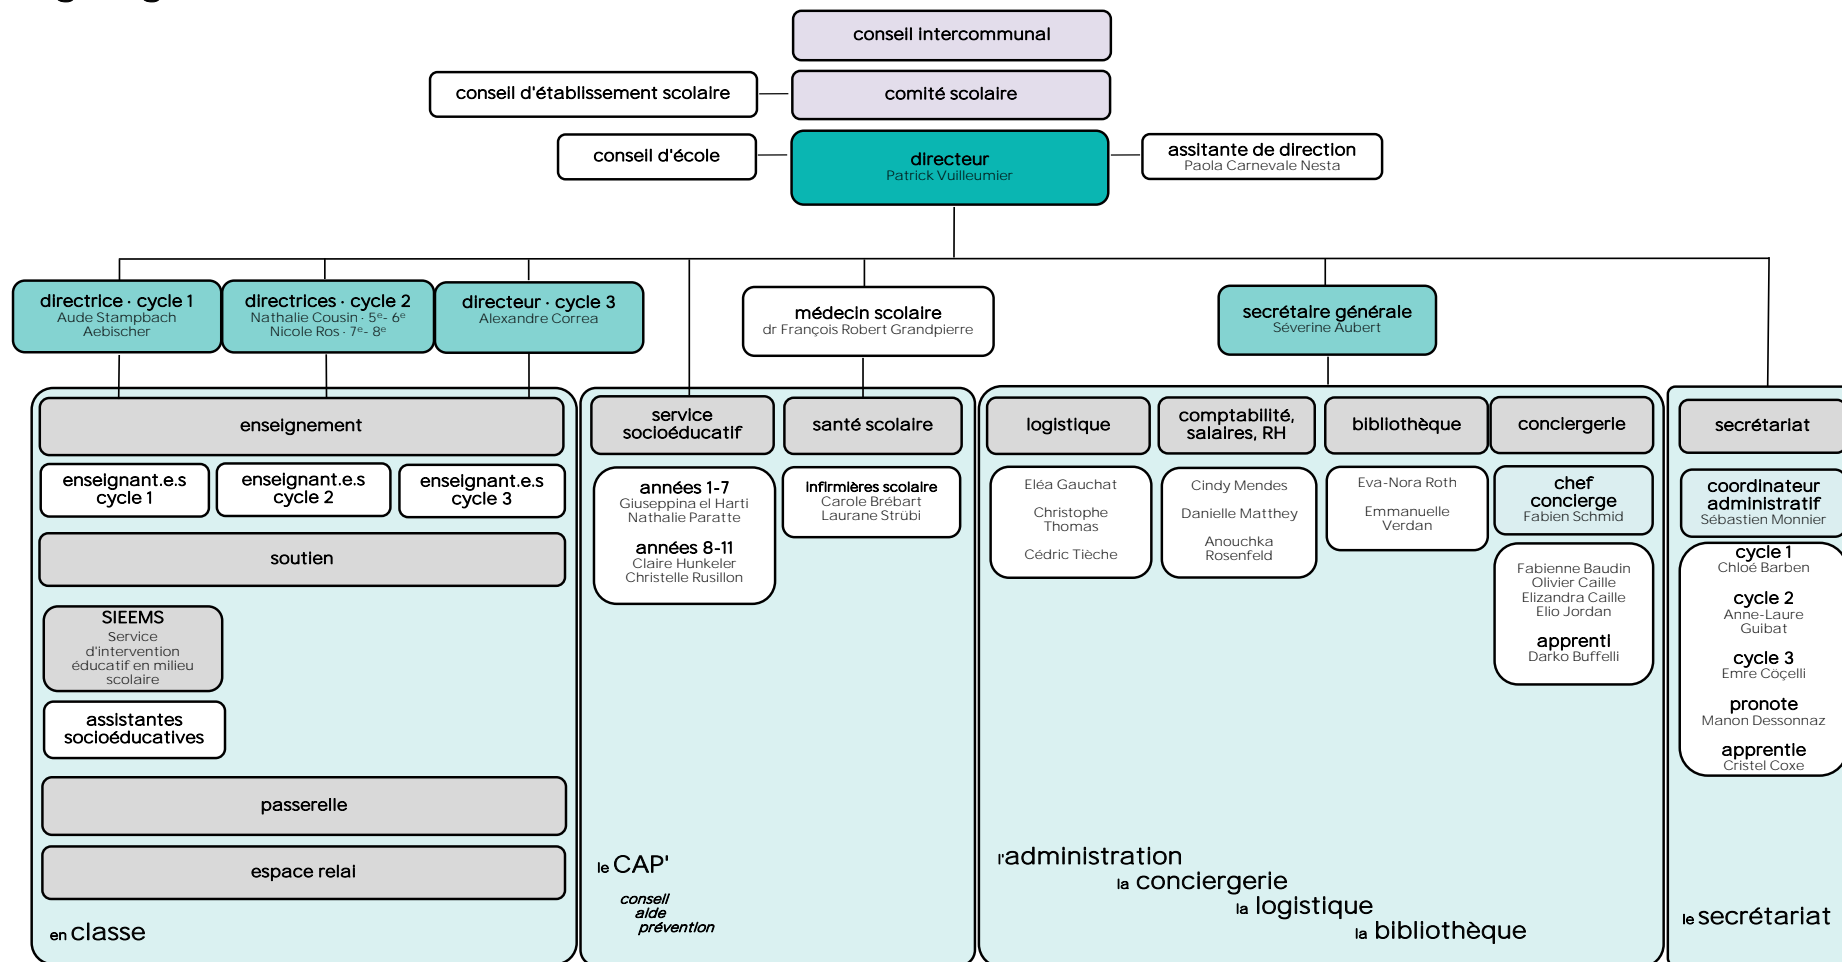 conseil intercommunal
conseil d'établissement scolaire
comité scolaire
conseil d'école
directeur
Patrick Vuilleumier
assitante de direction
Paola Carnevale Nesta
directrice · cycle 1
Aude Stampbach
Aebischer
directrices · cycle 2
Nathalie Cousin · 5e- 6e
Nicole Ros · 7e- 8e
directeur · cycle 3
Alexandre Correa
médecin scolaire
dr François Robert Grandpierre
secrétaire générale
Séverine Aubert
enseignement
enseignant.e.s
cycle 1
enseignant.e.s
cycle 2
enseignant.e.s
cycle 3
soutien
SIEEMS
Service
d'intervention
éducatif en milieu
scolaire
assistantes
socioéducatives
passerelle
espace relai
en classe
service
socioéducatif
années 1-7
Giuseppina el Harti
Nathalie Paratte
années 8-11
Claire Hunkeler
Christelle Rusillon
santé scolaire
infirmières scolaire
Carole Brébart
Laurane Strübi
le CAP'
conseil
aide
prévention
logistique
Eléa Gauchat
Christophe
Thomas
Cédric Tièche
comptabilité,
salaires, RH
Cindy Mendes
Danielle Matthey
Anouchka
Rosenfeld
bibliothèque
Eva-Nora Roth
Emmanuelle
Verdan
conciergerie
chef
concierge
Fabien Schmid
Fabienne Baudin
Olivier Caille
Elizandra Caille
Elio Jordan
apprenti
Darko Buffelli
l'administration
la conciergerie
la logistique
la bibliothèque
secrétariat
coordinateur
administratif
Sébastien Monnier
cycle 1
Chloé Barben
cycle 2
Anne-Laure
Guibat
cycle 3
Emre Cöçelli
pronote
Manon Dessonnaz
apprentie
Cristel Coxe
le secrétariat